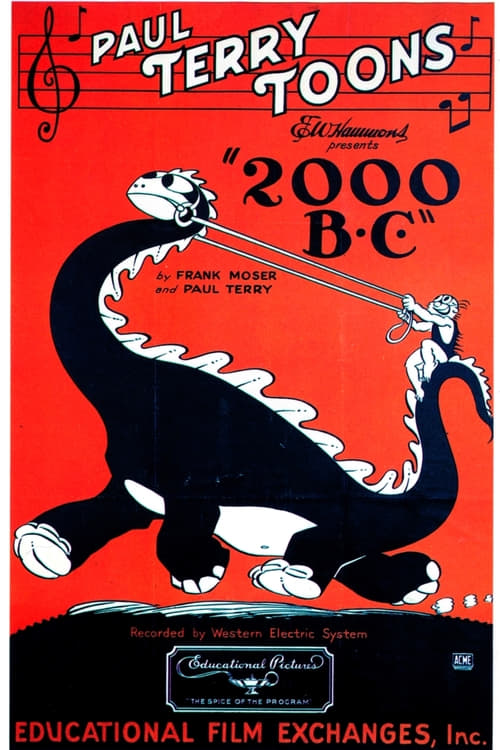 PAUL
TERRY
TOONS
E.W. Hammons
presents
"2000
B·C·"
by FRANK MOSER
and PAUL TERRY
Recorded by Western Electric System
ACME
Educational Pictures
"THE SPICE OF THE PROGRAM"
EDUCATIONAL FILM EXCHANGES, Inc.